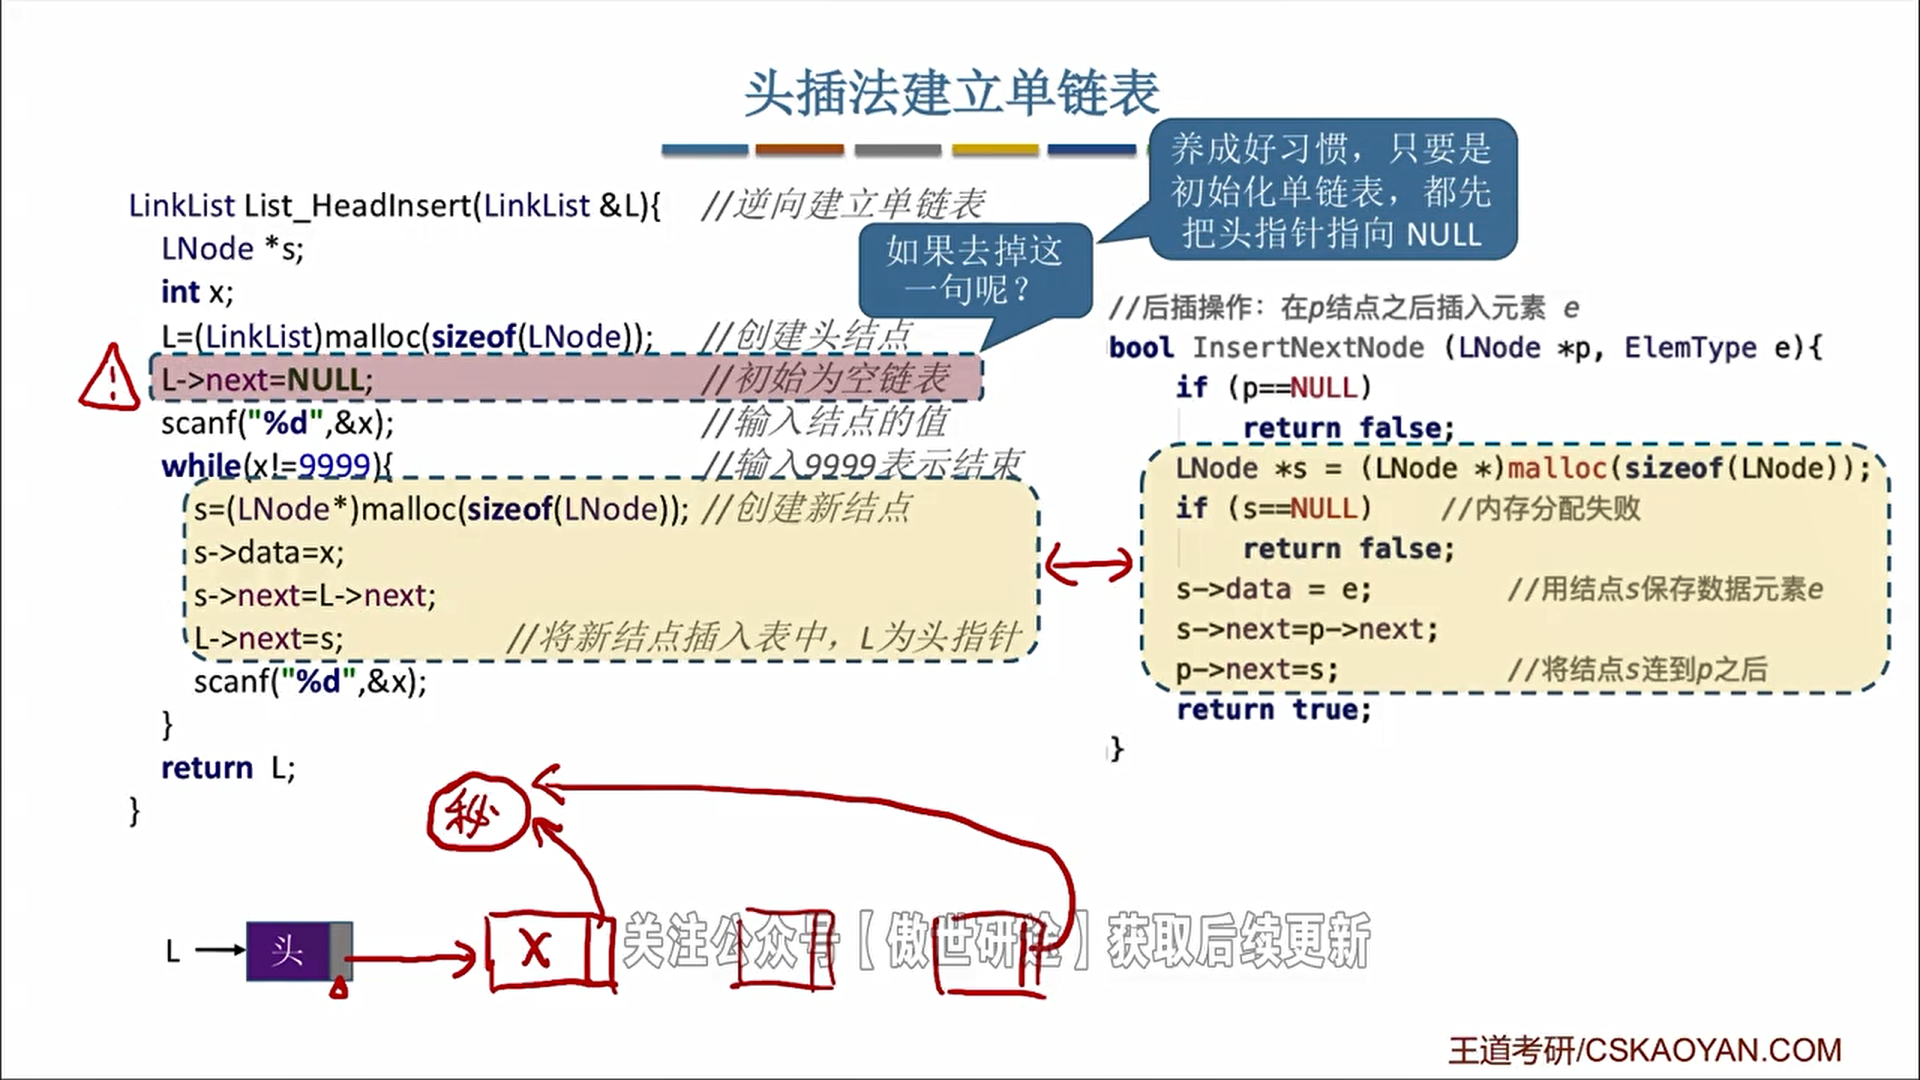 头插法建立单链表
养成好习惯，只要是
初始化单链表，都先
把头指针指向 NULL
如果去掉这
一句呢？
LinkList List_HeadInsert(LinkList &L){ //逆向建立单链表
LNode *s;
int x;
L=(LinkList)malloc(sizeof(LNode)); //创建头结点
L->next=NULL; //初始为空链表
scanf("%d",&x); //输入结点的值
while(x!=9999){ //输入9999表示结束
s=(LNode*)malloc(sizeof(LNode)); //创建新结点
s->data=x;
s->next=L->next;
L->next=s; //将新结点插入表中，L为头指针
scanf("%d",&x);
}
return L;
}
//后插操作：在p结点之后插入元素 e
bool InsertNextNode (LNode *p, ElemType e){
if (p==NULL)
return false;
LNode *s = (LNode *)malloc(sizeof(LNode));
if (s==NULL) //内存分配失败
return false;
s->data = e; //用结点s保存数据元素e
s->next=p->next;
p->next=s; //将结点s连到p之后
return true;
}
秘
L
头
X
关注公众号【傲世研途】获取后续更新
王道考研/CSKAOYAN.COM